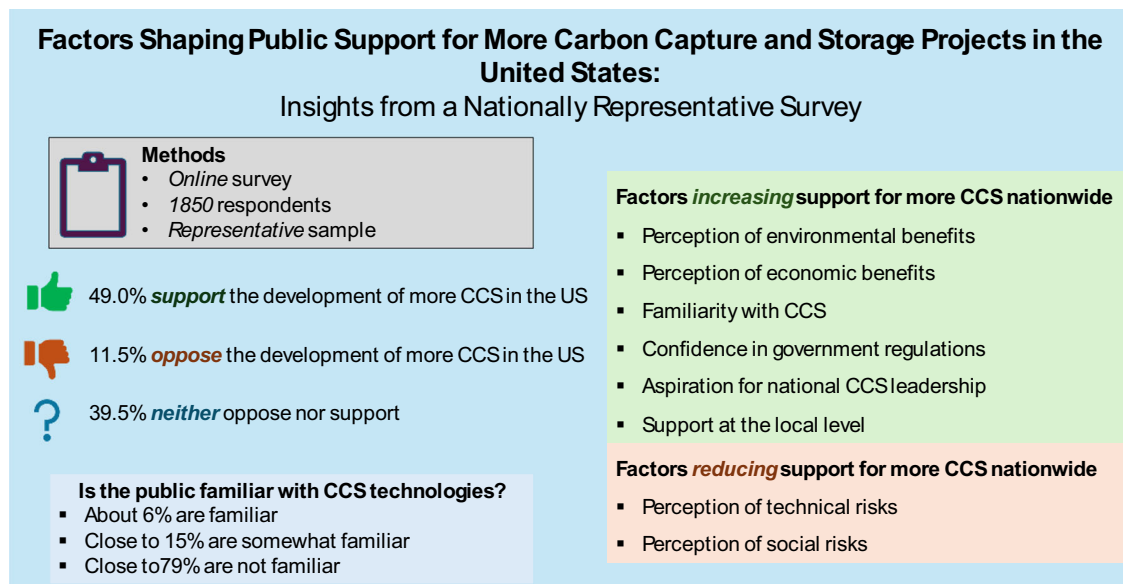 Factors Shaping Public Support for More Carbon Capture and Storage Projects in the
United States:
Insights from a Nationally Representative Survey
Methods
• Online survey
• 1850 respondents
• Representative sample
49.0% support the development of more CCS in the US
11.5% oppose the development of more CCS in the US
? 39.5% neither oppose nor support
Is the public familiar with CCS technologies?
▪ About 6% are familiar
▪ Close to 15% are somewhat familiar
▪ Close to79% are not familiar
Factors increasing support for more CCS nationwide
▪ Perception of environmental benefits
▪ Perception of economic benefits
▪ Familiarity with CCS
▪ Confidence in government regulations
▪ Aspiration for national CCS leadership
▪ Support at the local level
Factors reducing support for more CCS nationwide
▪ Perception of technical risks
▪ Perception of social risks